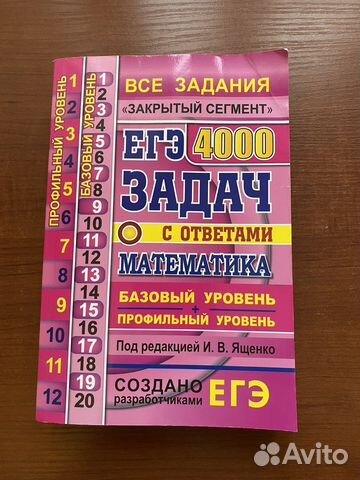 ПРОФИЛЬНЫЙ УРОВЕНЬ
1
2
3
4
5
6
7
8
9
10
11
12
БАЗОВЫЙ УРОВЕНЬ
1
2
3
4
5
6
7
8
9
10
11
12
13
14
15
16
17
18
19
20
ВСЕ ЗАДАНИЯ
«ЗАКРЫТЫЙ СЕГМЕНТ»
ЕГЭ 4000
ЗАДАЧ
С ОТВЕТАМИ
МАТЕМАТИКА
БАЗОВЫЙ УРОВЕНЬ
+
ПРОФИЛЬНЫЙ УРОВЕНЬ
Под редакцией И. В. Ященко
СОЗДАНО
разработчиками ЕГЭ
Avito